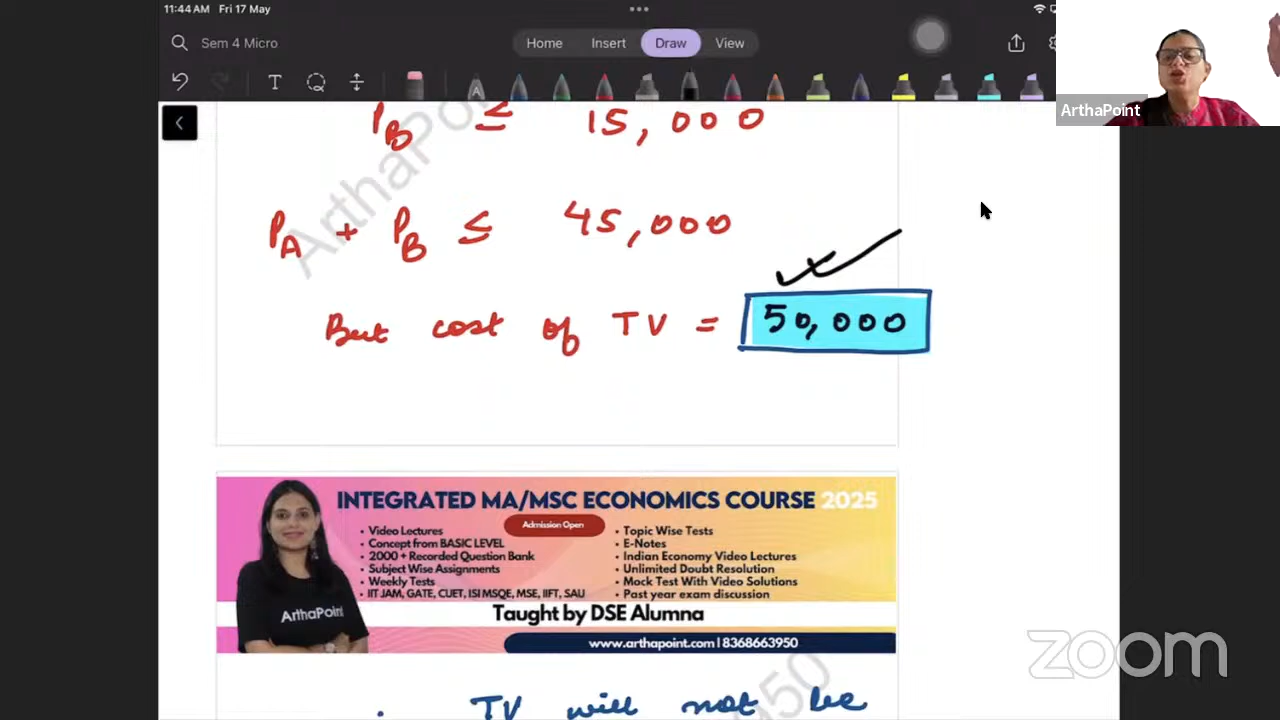 11:44 AM Fri 17 May
Sem 4 Micro
Home Insert Draw View
ArthaPoint
P_B ≤ 15,000
P_A + P_B ≤ 45,000
But cost of TV = 50,000
INTEGRATED MA/MSC ECONOMICS COURSE 2025
Admission Open
• Video Lectures
• Concept from BASIC LEVEL
• 2000 + Recorded Question Bank
• Subject Wise Assignments
• Weekly Tests
• IIT JAM, GATE, CUET, ISI MSQE, MSE, IIFT, SAU
• Topic Wise Tests
• E-Notes
• Indian Economy Video Lectures
• Unlimited Doubt Resolution
• Mock Test With Video Solutions
• Past year exam discussion
ArthaPoint
Taught by DSE Alumna
www.arthapoint.com | 8368663950
zoom
TV will not be